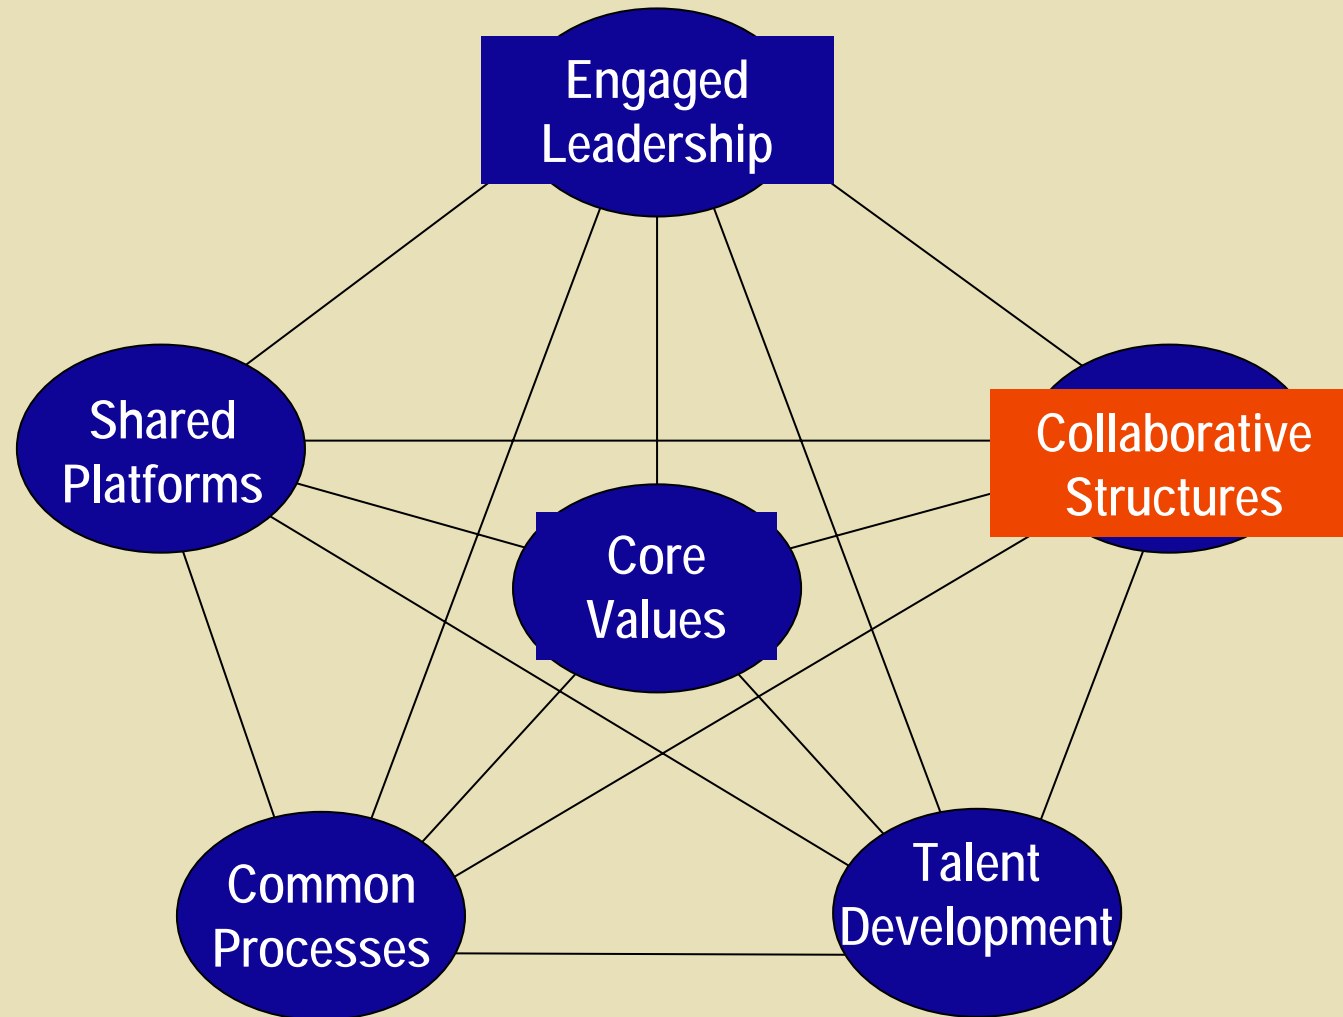 Engaged
Leadership
Shared
Platforms
Collaborative
Structures
Core
Values
Common
Processes
Talent
Development